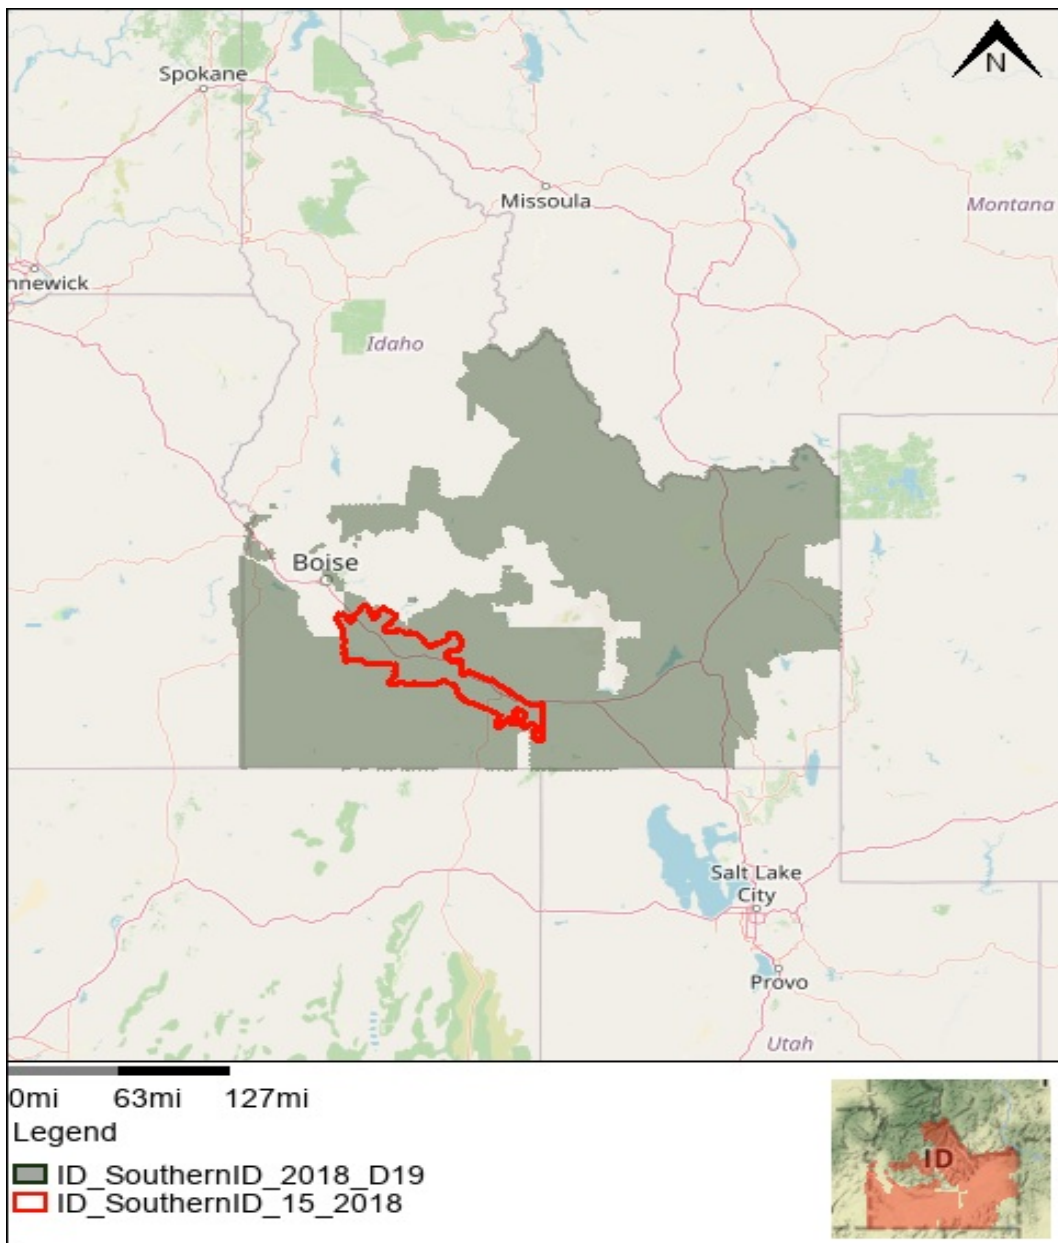 Spokane
N
Missoula
Montana
nnewick
Idaho
Boise
Salt Lake
City
Provo
Utah
0mi 63mi 127mi
Legend
ID_SouthernID_2018_D19
ID_SouthernID_15_2018
ID